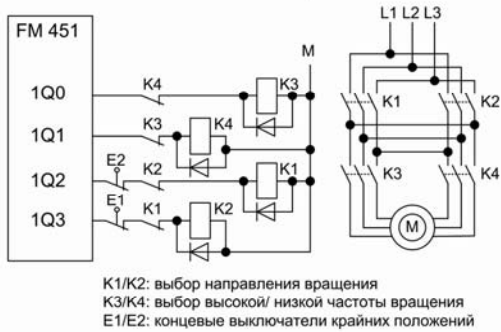 FM 451
1Q0
1Q1
1Q2
1Q3
K4
K3
K3
K4
E2
K2
K1
E1
K1
K2
M
L1 L2 L3
K1
K2
K3
K4
M
K1/K2: выбор направления вращения
K3/K4: выбор высокой/ низкой частоты вращения
E1/E2: концевые выключатели крайних положений